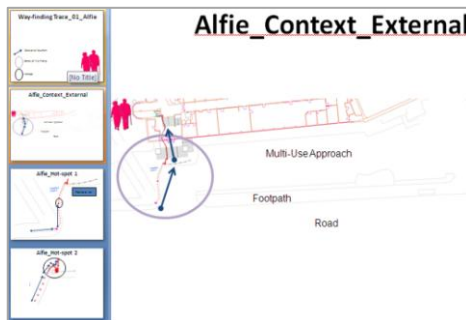 Way-finding Trace_01_Alfie
[No Title]
Alfie_Context_External
Alfie_Hot-spot 1
Alfie_Hot-spot 2
Alfie_Context_External
Multi-Use Approach
Footpath
Road